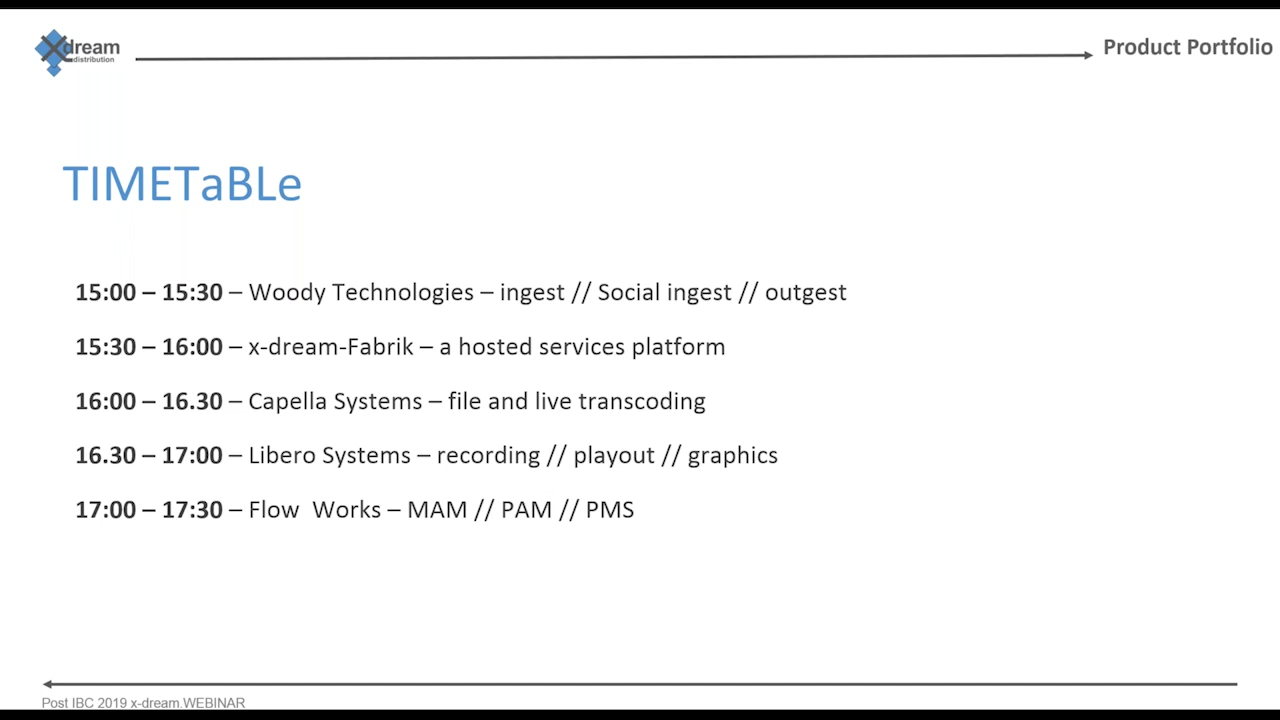 Xdream
distribution
Product Portfolio
TIMETaBLe
15:00 – 15:30 – Woody Technologies – ingest // Social ingest // outgest
15:30 – 16:00 – x-dream-Fabrik – a hosted services platform
16:00 – 16.30 – Capella Systems – file and live transcoding
16.30 – 17:00 – Libero Systems – recording // playout // graphics
17:00 – 17:30 – Flow  Works – MAM // PAM // PMS
Post IBC 2019 x-dream.WEBINAR